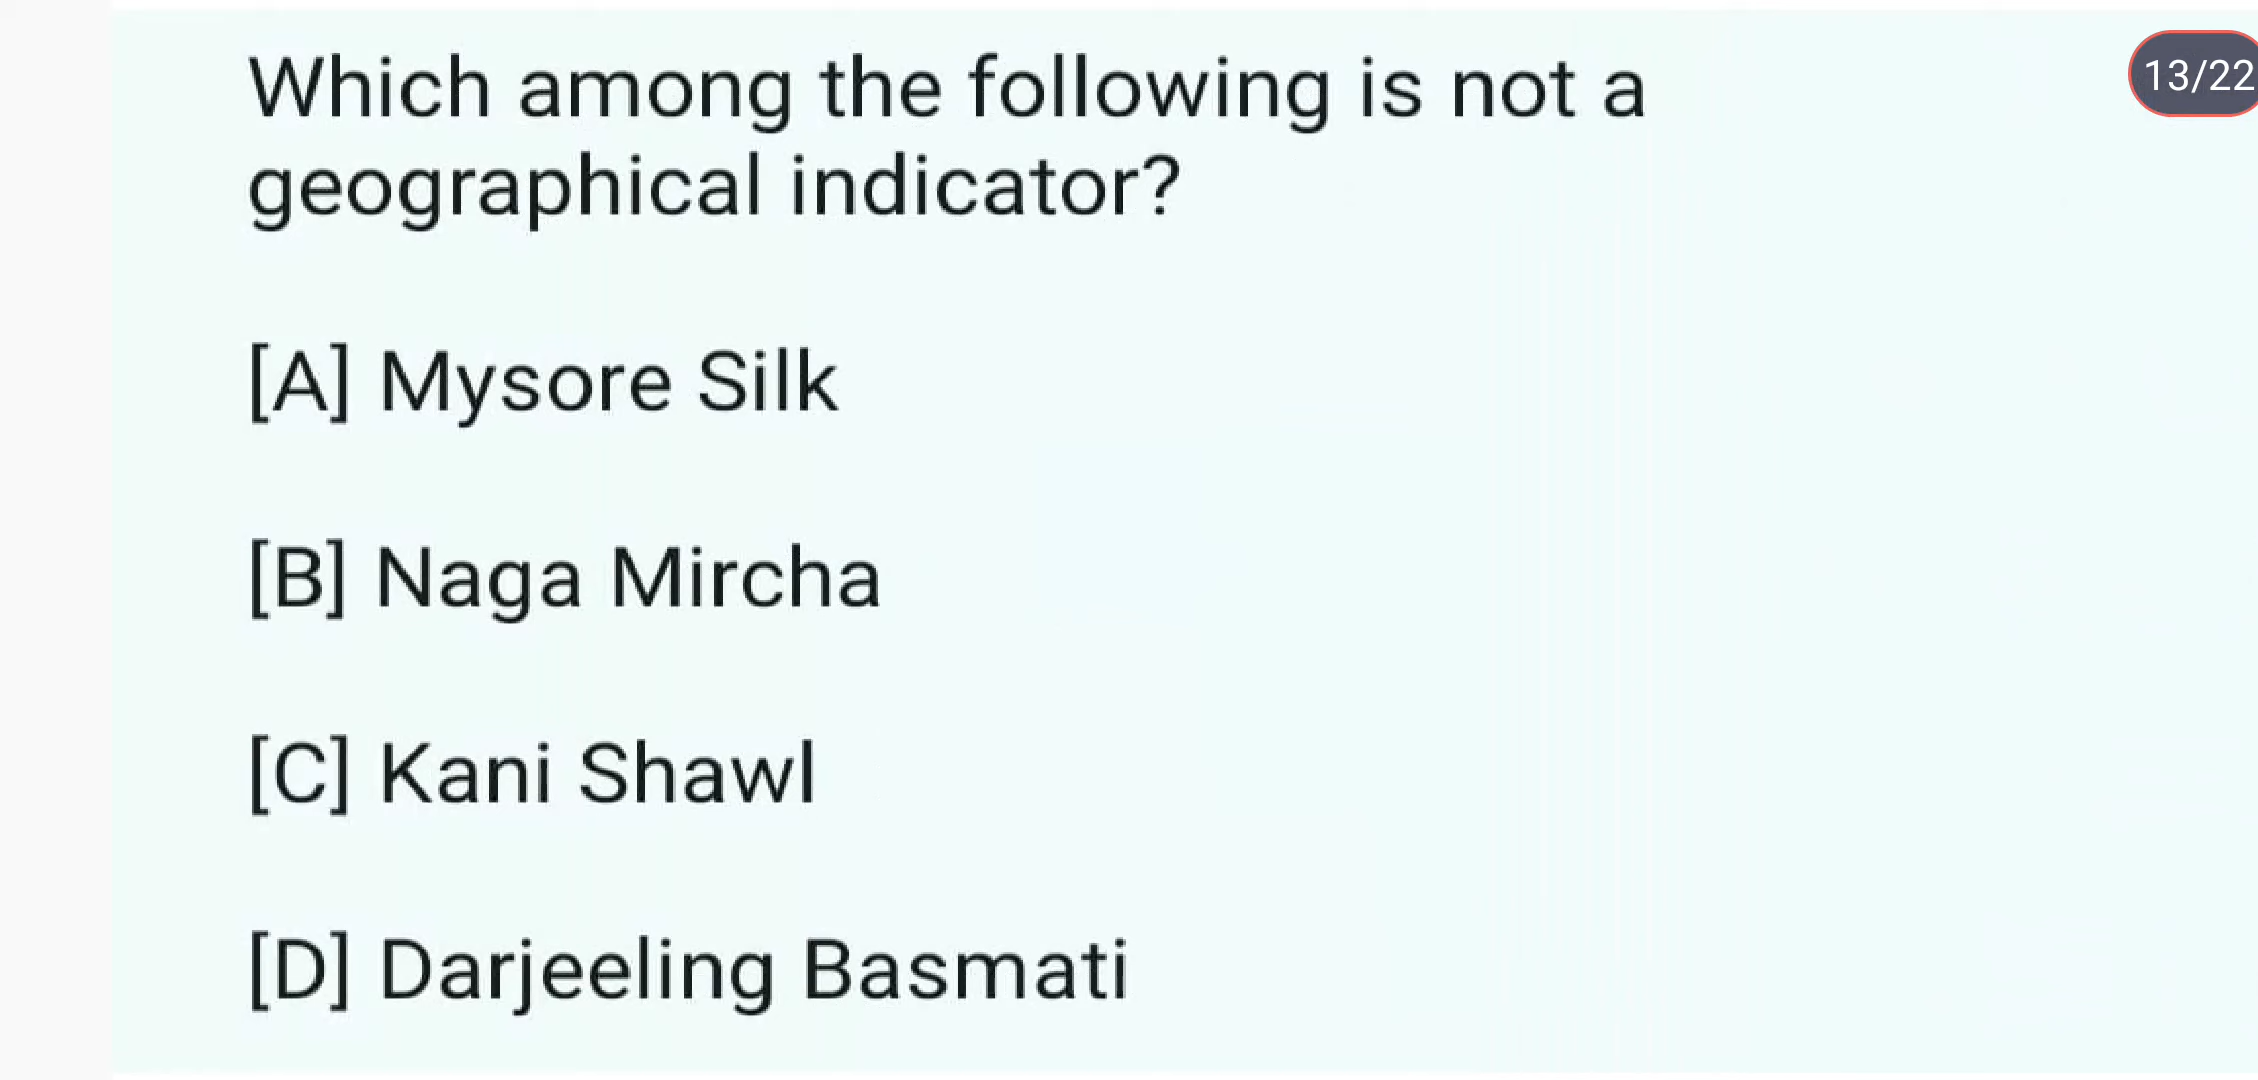 Which among the following is not a
13/22
geographical indicator?
[A] Mysore Silk
[B] Naga Mircha
[C] Kani Shawl
[D] Darjeeling Basmati